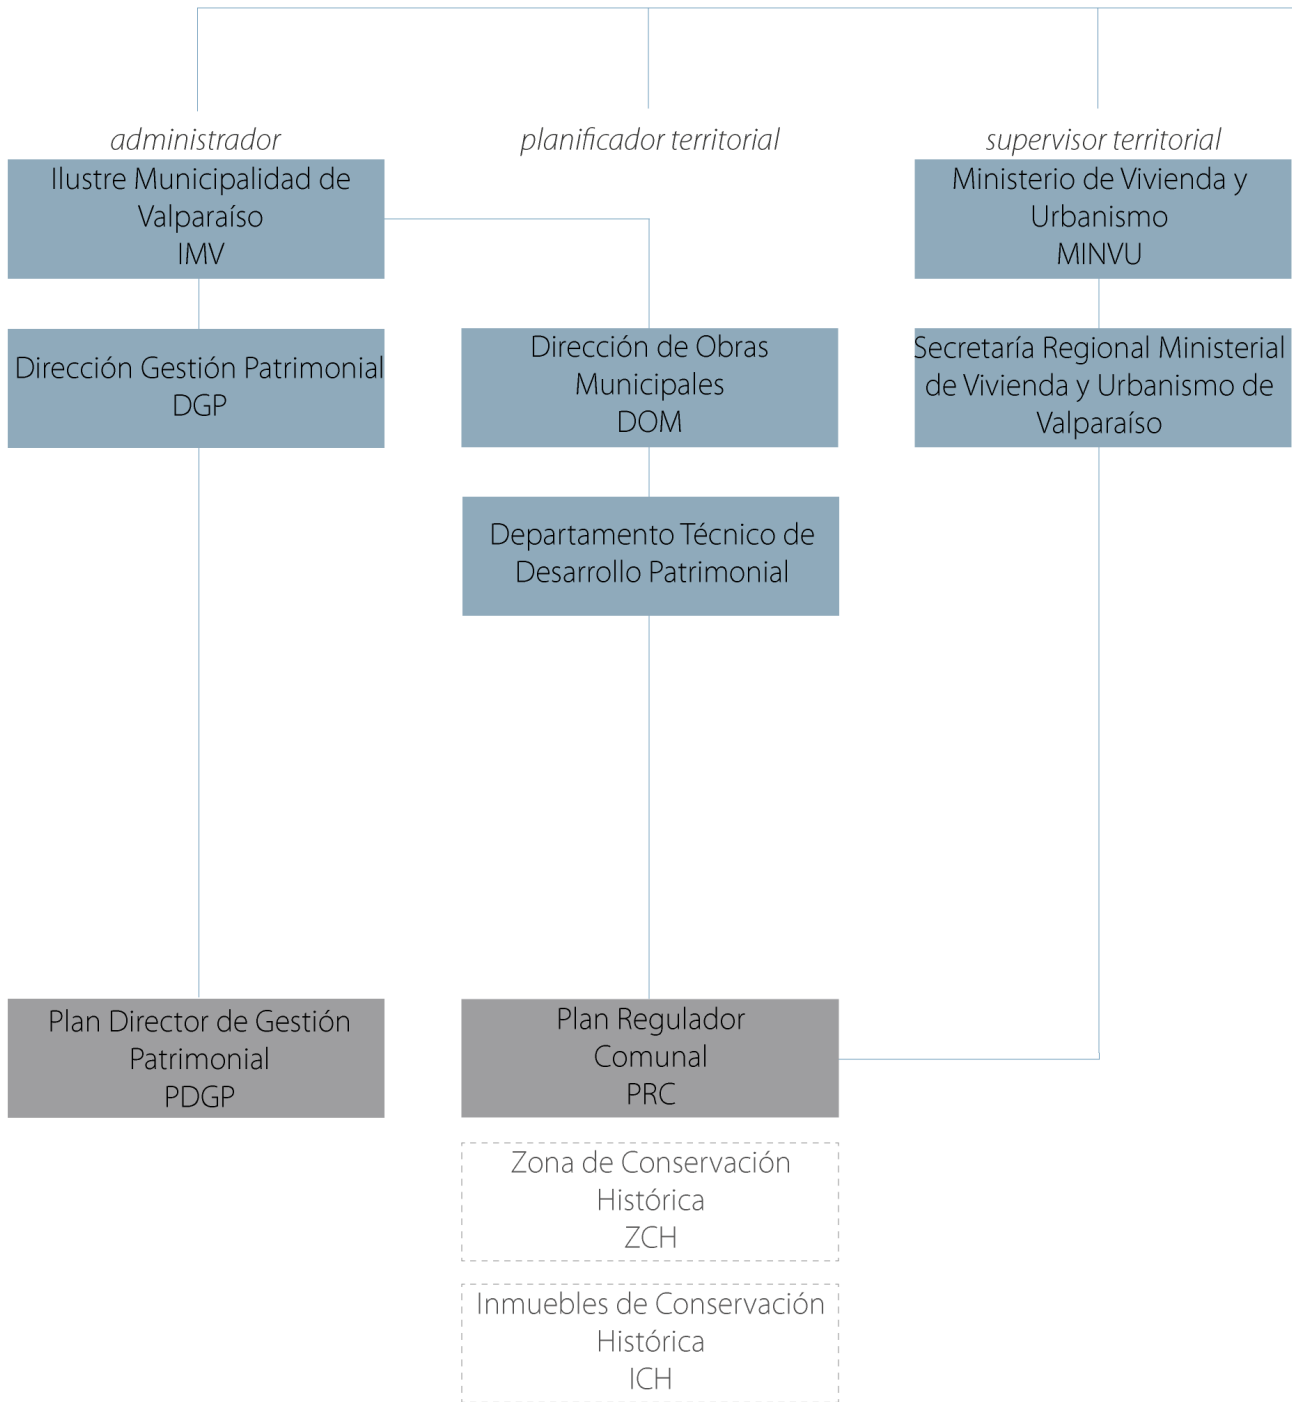 administrador
planificador territorial
supervisor territorial
Ilustre Municipalidad de
Valparaíso
IMV
Ministerio de Vivienda y
Urbanismo
MINVU
Dirección Gestión Patrimonial
DGP
Dirección de Obras
Municipales
DOM
Secretaría Regional Ministerial
de Vivienda y Urbanismo de
Valparaíso
Departamento Técnico de
Desarrollo Patrimonial
Plan Director de Gestión
Patrimonial
PDGP
Plan Regulador
Comunal
PRC
Zona de Conservación
Histórica
ZCH
Inmuebles de Conservación
Histórica
ICH